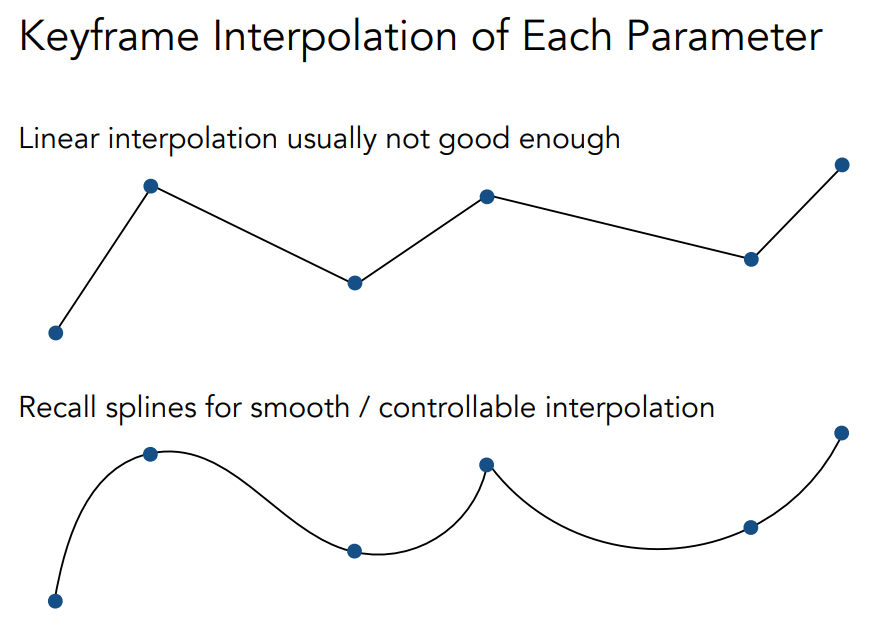 Keyframe Interpolation of Each Parameter
Linear interpolation usually not good enough
Recall splines for smooth / controllable interpolation